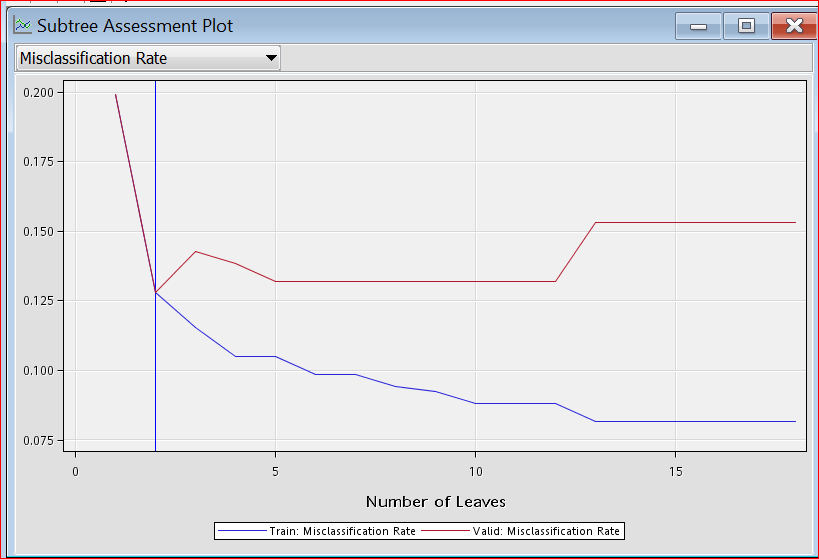 Subtree Assessment Plot
Misclassification Rate
0.200
0.175
0.150
0.125
0.100
0.075
0 5 10 15
Number of Leaves
Train: Misclassification Rate Valid: Misclassification Rate